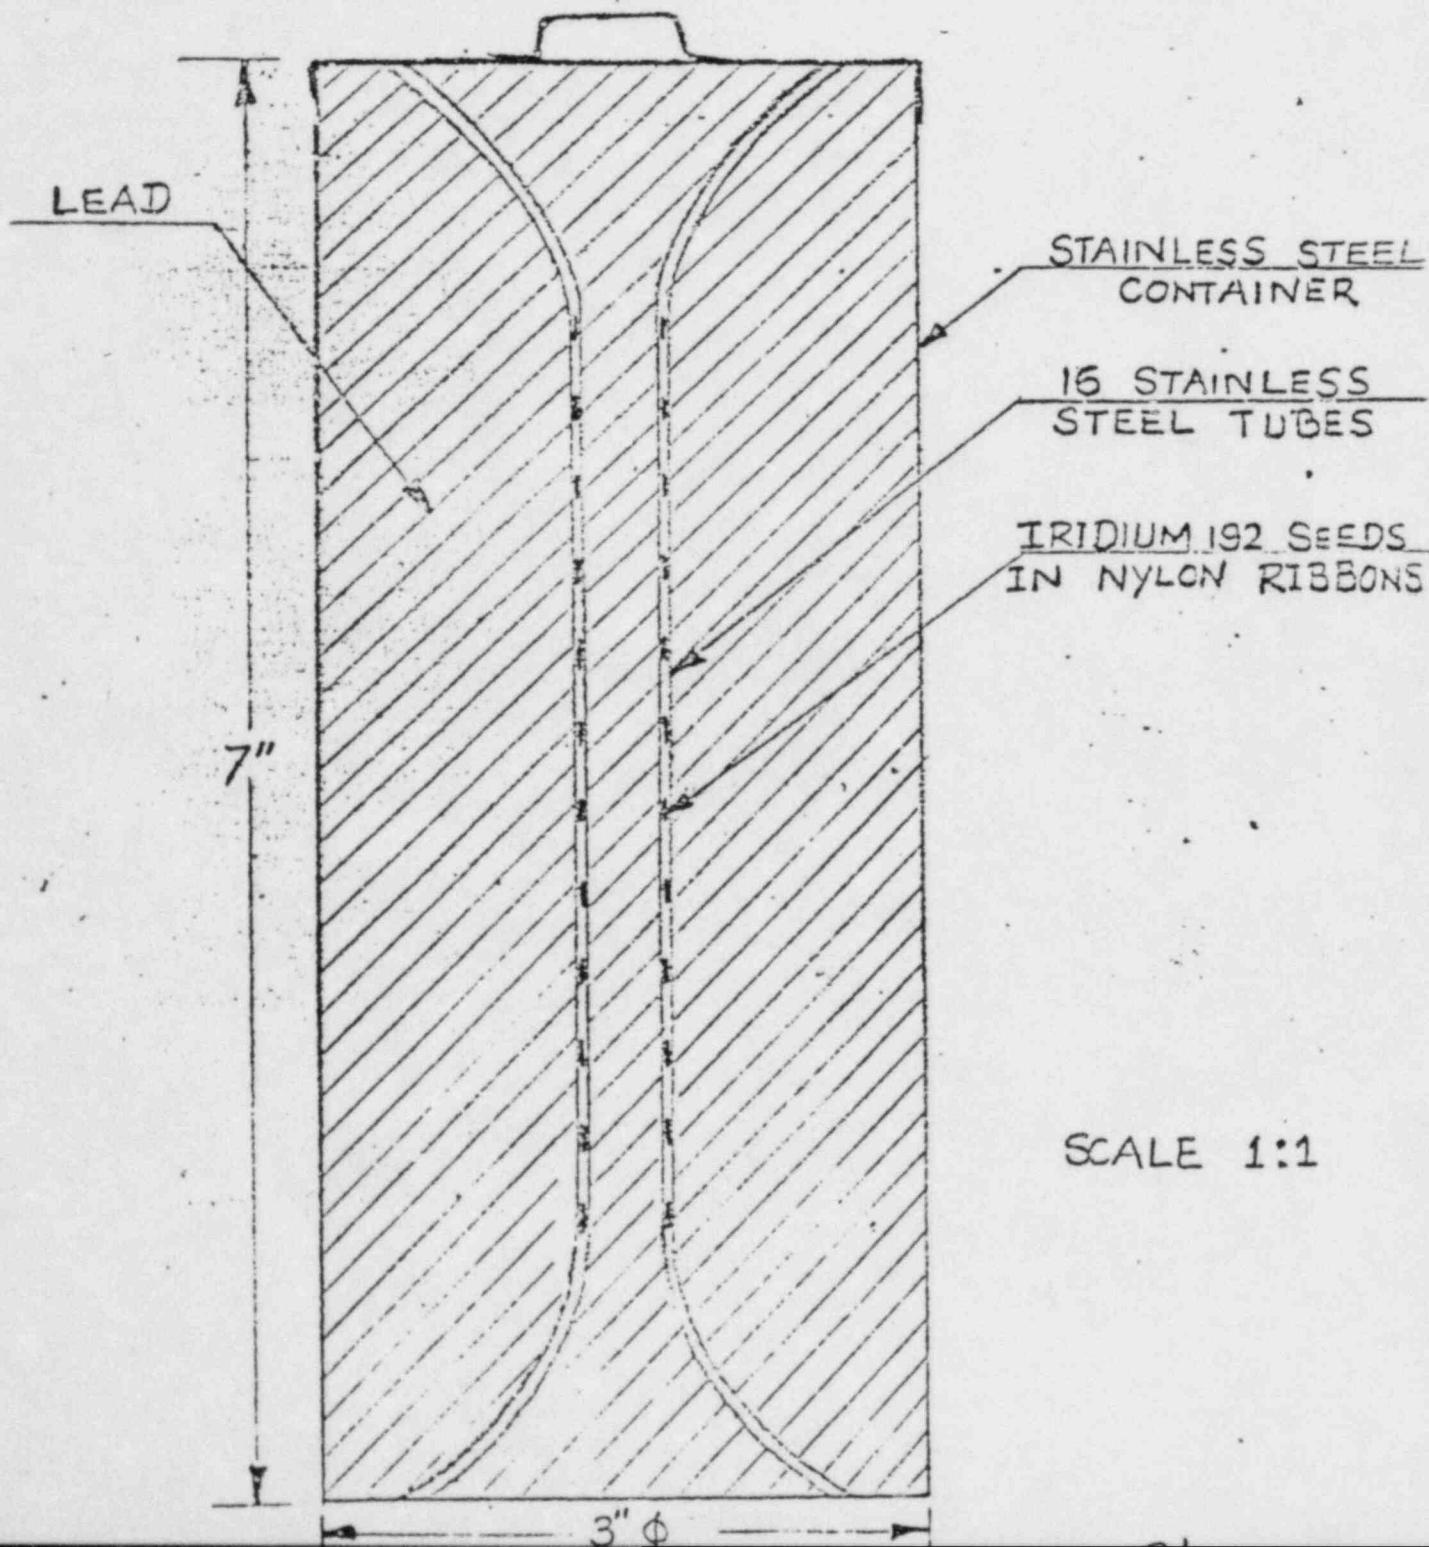 LEAD
STAINLESS STEEL
CONTAINER
16 STAINLESS
STEEL TUBES
IRIDIUM 192 SEEDS
IN NYLON RIBBONS
7"
SCALE 1:1
3" φ